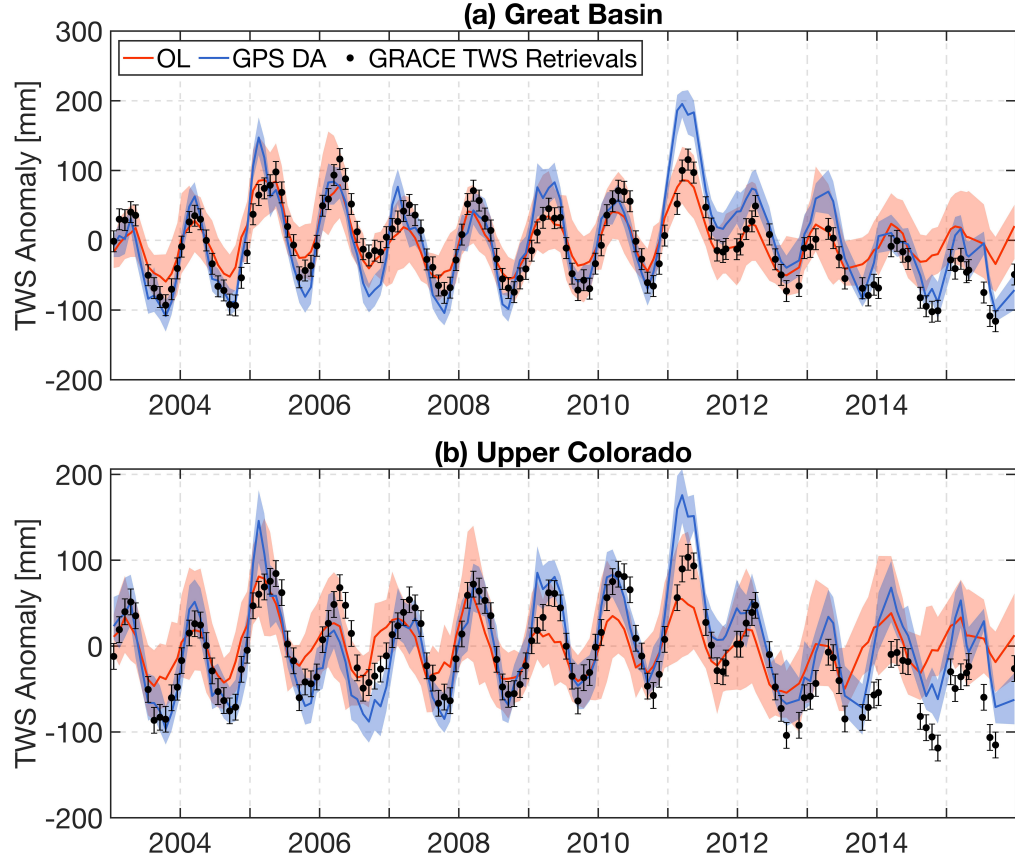 (a) Great Basin
300
OL GPS DA GRACE TWS Retrievals
200
100
0
-100
-200
TWS Anomaly [mm]
2004 2006 2008 2010 2012 2014
(b) Upper Colorado
200
100
0
-100
-200
TWS Anomaly [mm]
2004 2006 2008 2010 2012 2014